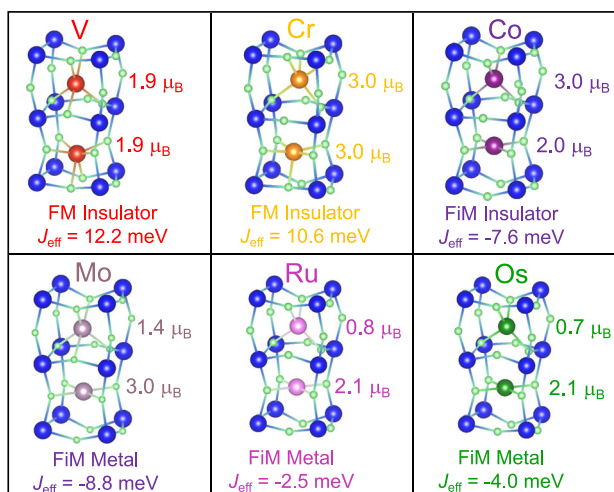 V
1.9 μB
1.9 μB
FM Insulator
Jeff = 12.2 meV
Cr
3.0 μB
3.0 μB
FM Insulator
Jeff = 10.6 meV
Co
3.0 μB
2.0 μB
FiM Insulator
Jeff = -7.6 meV
Mo
1.4 μB
3.0 μB
FiM Metal
Jeff = -8.8 meV
Ru
0.8 μB
2.1 μB
FiM Metal
Jeff = -2.5 meV
Os
0.7 μB
2.1 μB
FiM Metal
Jeff = -4.0 meV